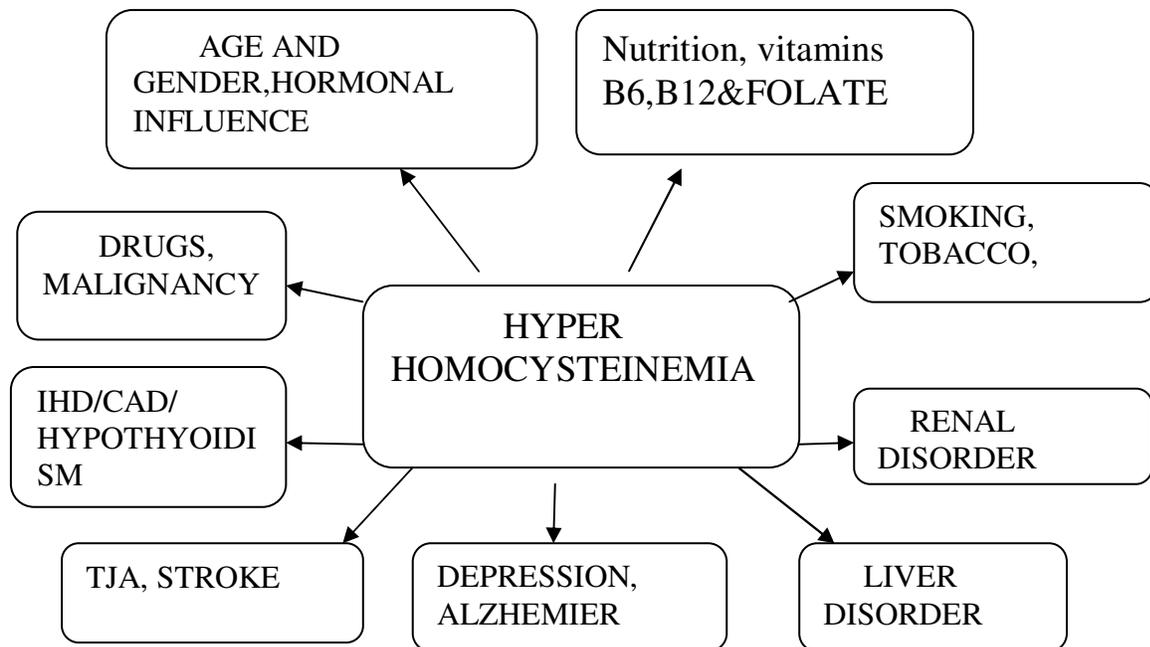 AGE AND
GENDER,HORMONAL
INFLUENCE
Nutrition, vitamins
B6,B12&FOLATE
DRUGS,
MALIGNANCY
SMOKING,
TOBACCO,
HYPER
HOMOCYSTEINEMIA
IHD/CAD/
HYPOTHYOIDI
SM
RENAL
DISORDER
TJA, STROKE
DEPRESSION,
ALZHEMIER
LIVER
DISORDER